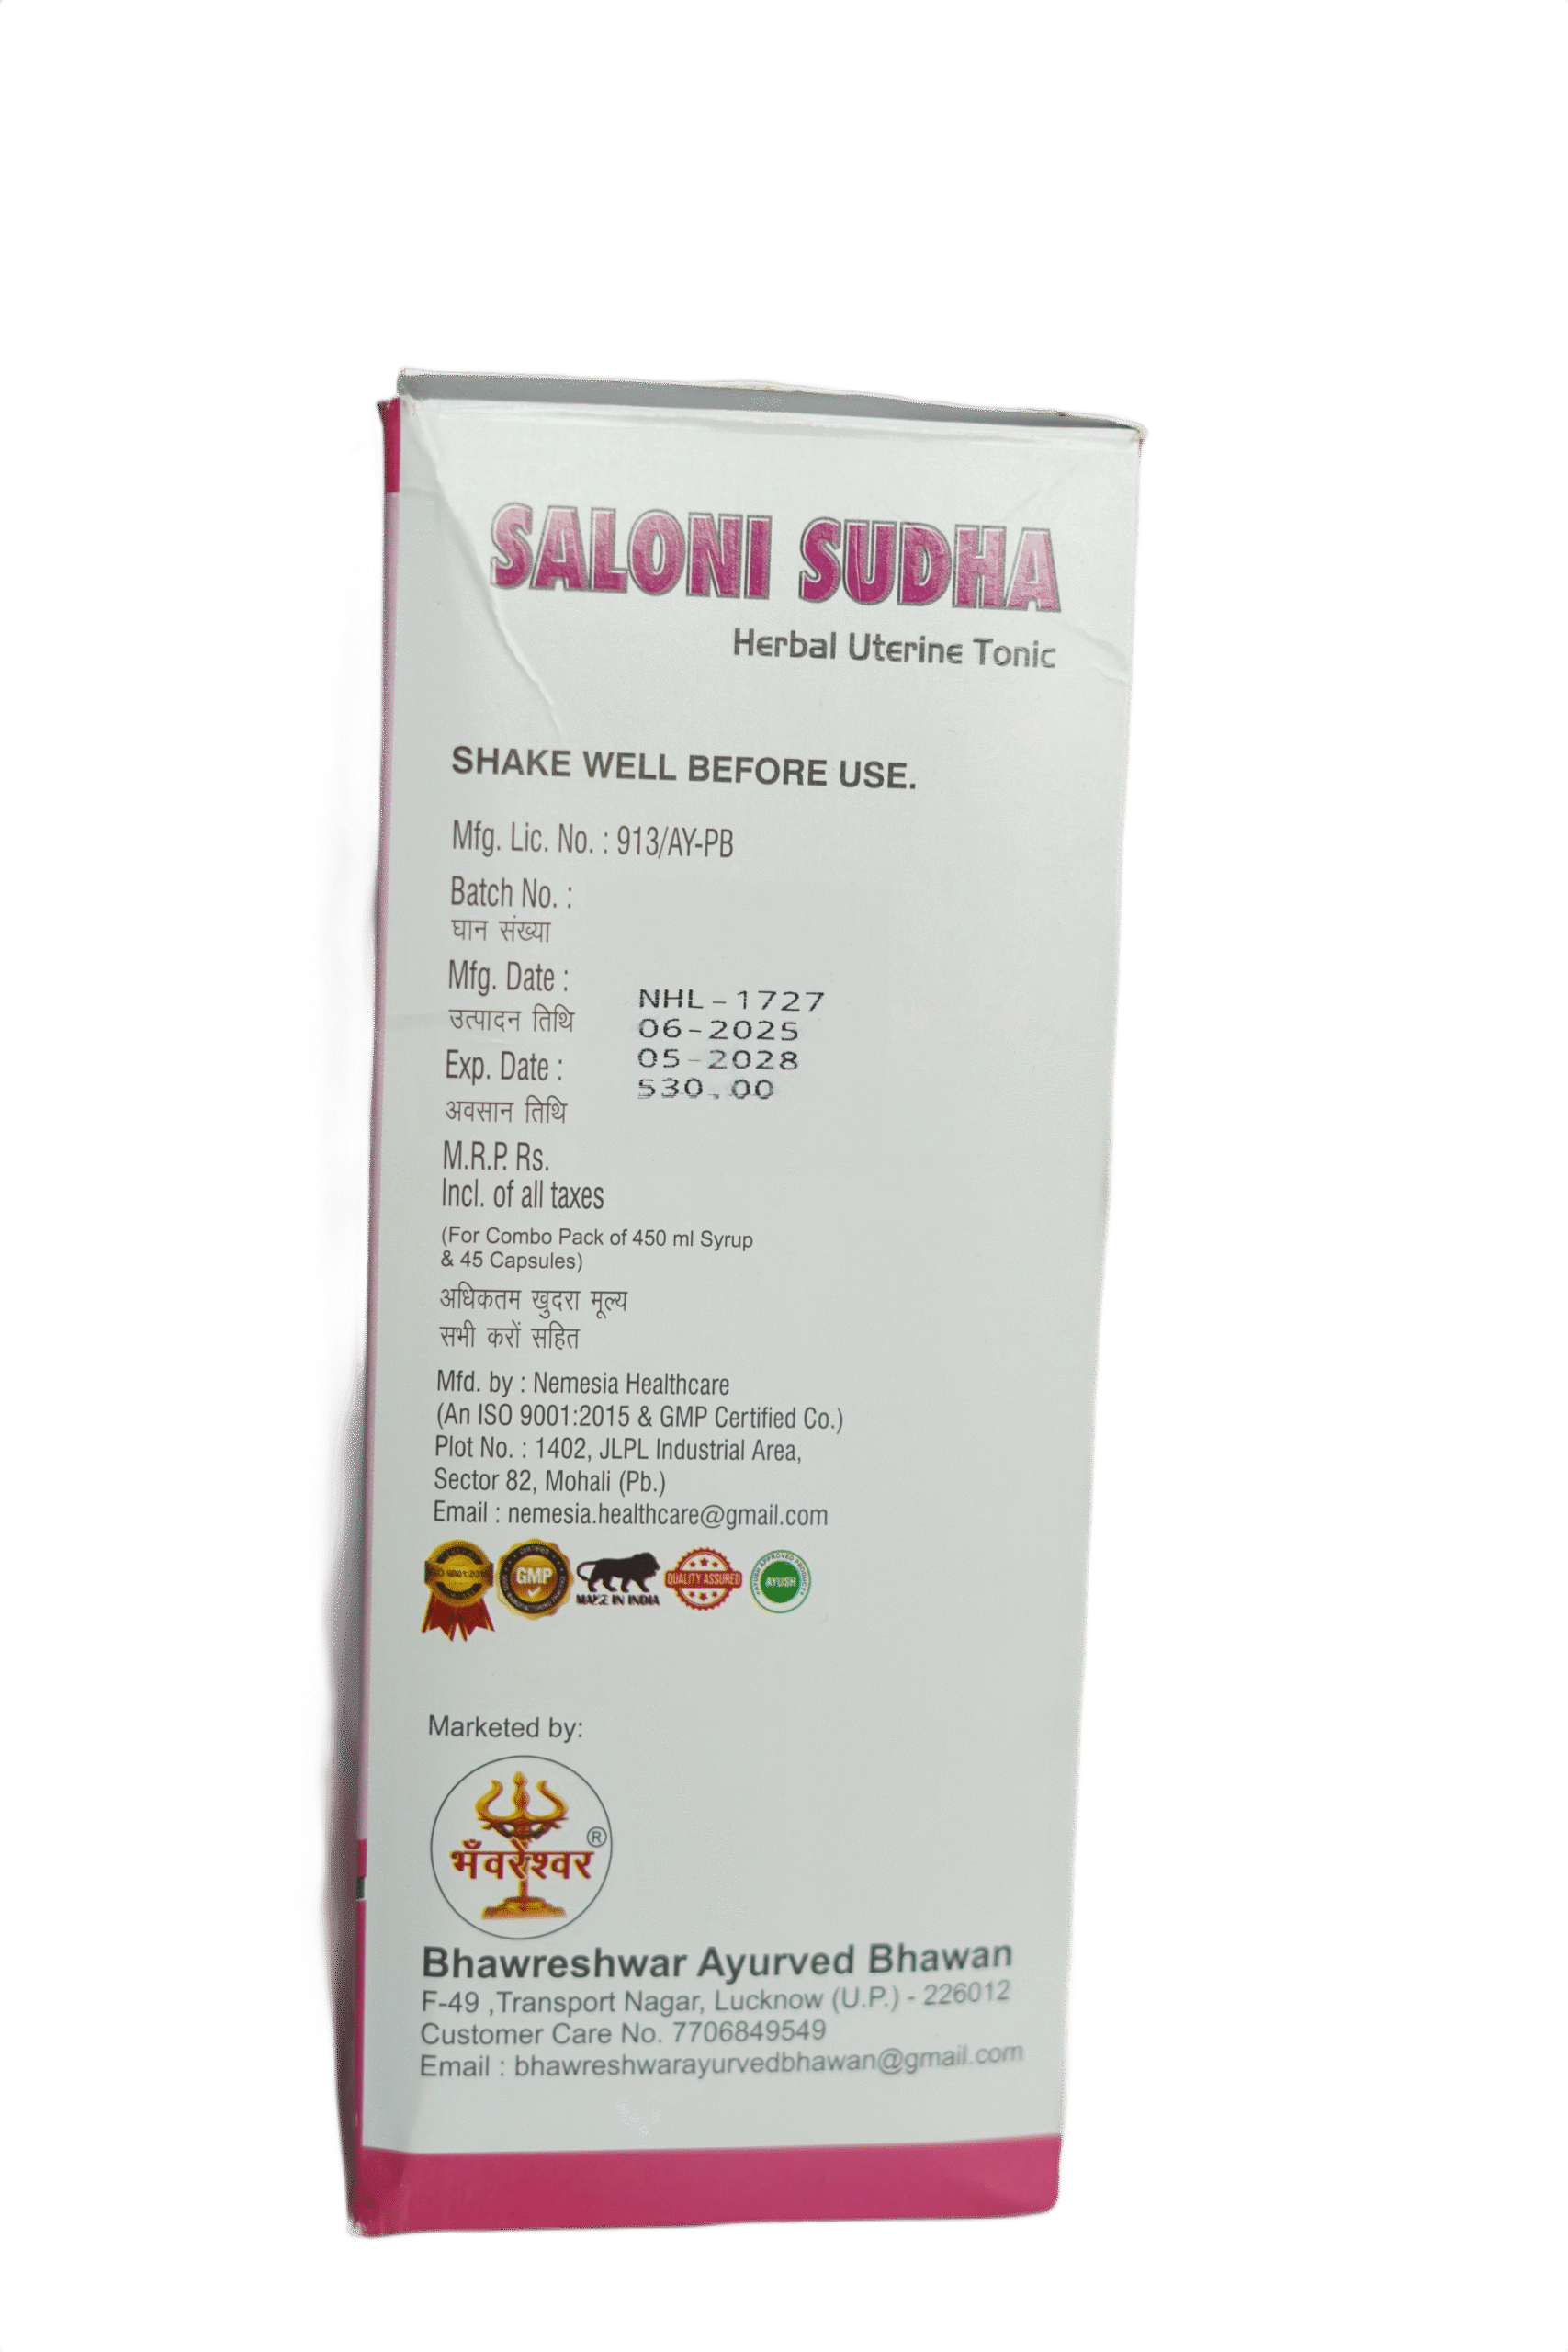 SALONI SUDHA
Herbal Uterine Tonic
SHAKE WELL BEFORE USE.
Mfg. Lic. No. : 913/AY-PB
Batch No. :
घान संख्या
Mfg. Date :
उत्पादन तिथि
Exp. Date :
अवसान तिथि
NHL-1727
06-2025
05-2028
530.00
M.R.P. Rs.
Incl. of all taxes
(For Combo Pack of 450 ml Syrup
& 45 Capsules)
अधिकतम खुदरा मूल्य
सभी करों सहित
Mfd. by : Nemesia Healthcare
(An ISO 9001:2015 & GMP Certified Co.)
Plot No. : 1402, JLPL Industrial Area,
Sector 82, Mohali (Pb.)
Email : nemesia.healthcare@gmail.com
ISO 9001:2015
GMP
MAKE IN INDIA
QUALITY ASSURED
AYUSH
Marketed by:
भँवरेश्वर ®
Bhawreshwar Ayurved Bhawan
F-49 ,Transport Nagar, Lucknow (U.P.) - 226012
Customer Care No. 7706849549
Email : bhawreshwarayurvedbhawan@gmail.com